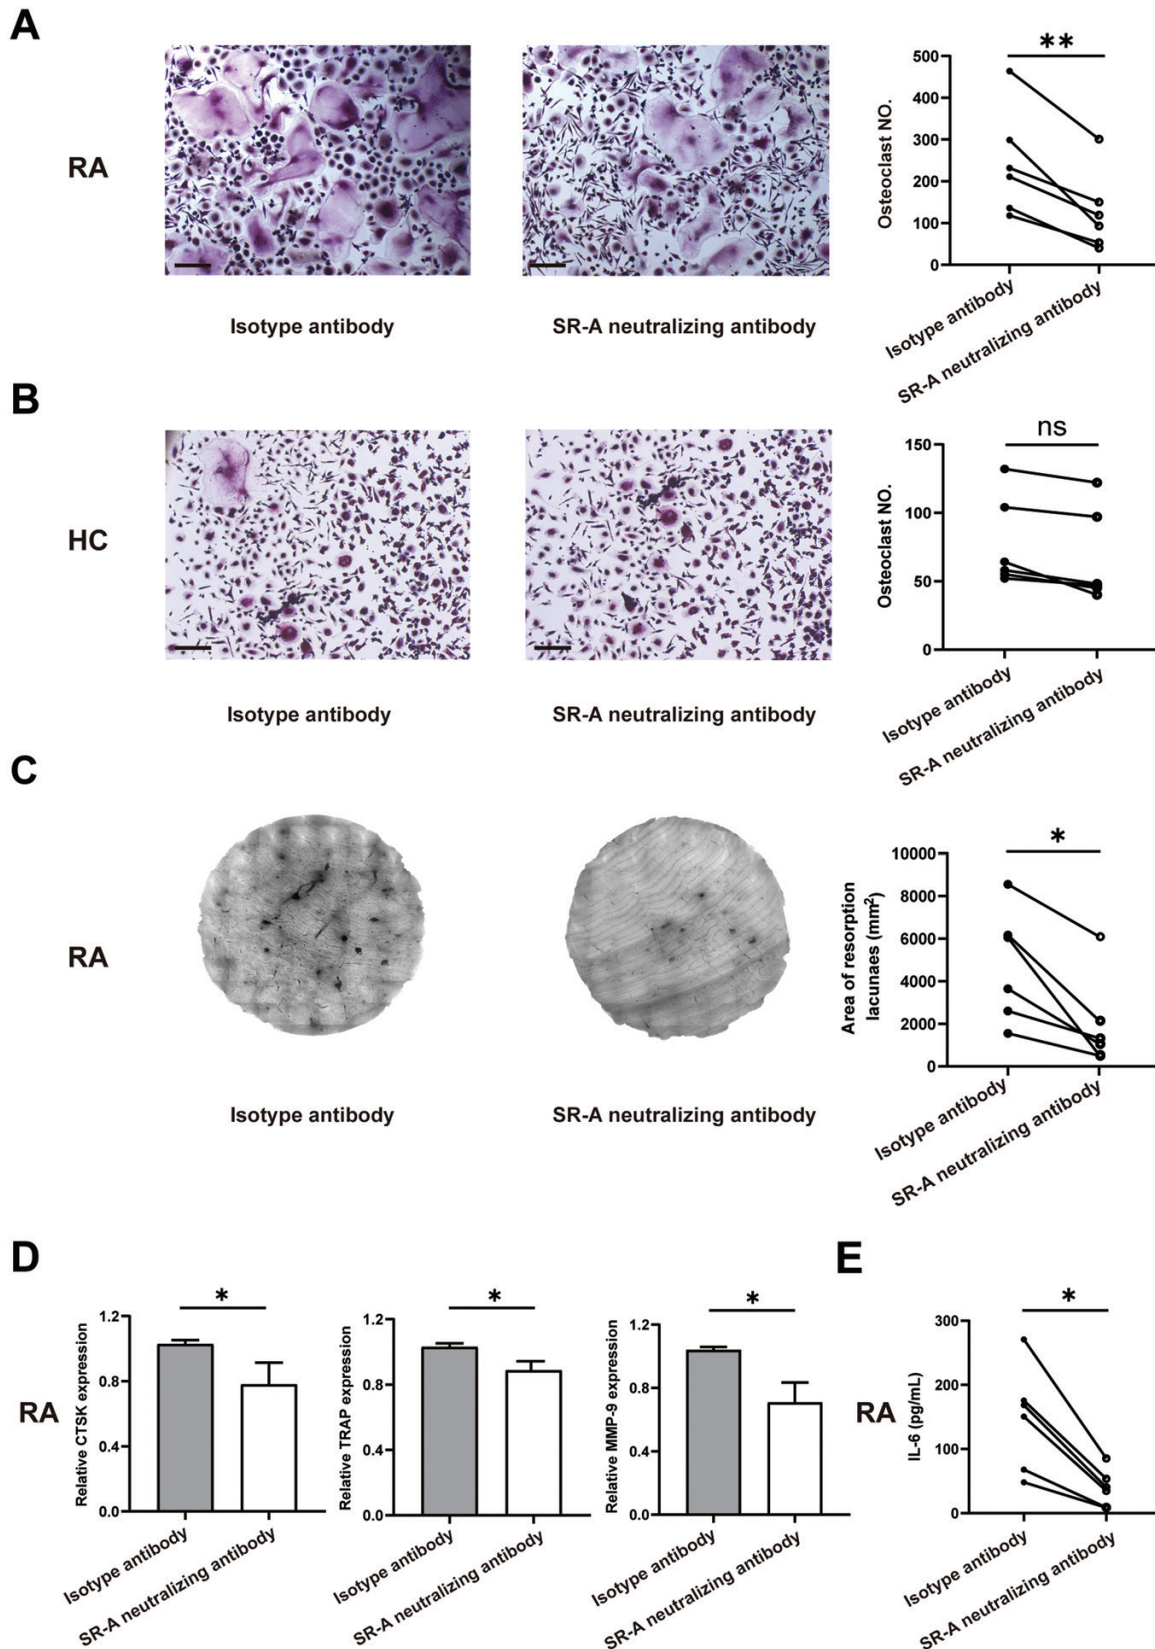 A
RA
Isotype antibody
SR-A neutralizing antibody
Osteoclast NO.
500
400
300
200
100
0
**
Isotype antibody
SR-A neutralizing antibody
B
HC
Isotype antibody
SR-A neutralizing antibody
Osteoclast NO.
150
100
50
0
ns
Isotype antibody
SR-A neutralizing antibody
C
RA
Isotype antibody
SR-A neutralizing antibody
Area of resorption
lacunaes (mm²)
10000
8000
6000
4000
2000
0
*
Isotype antibody
SR-A neutralizing antibody
D
RA
Relative CTSK expression
1.2
0.8
0.4
0.0
*
Isotype antibody
SR-A neutralizing antibody
Relative TRAP expression
1.2
0.8
0.4
0.0
*
Isotype antibody
SR-A neutralizing antibody
Relative MMP-9 expression
1.2
0.8
0.4
0.0
*
Isotype antibody
SR-A neutralizing antibody
E
RA
IL-6 (pg/mL)
300
200
100
0
*
Isotype antibody
SR-A neutralizing antibody